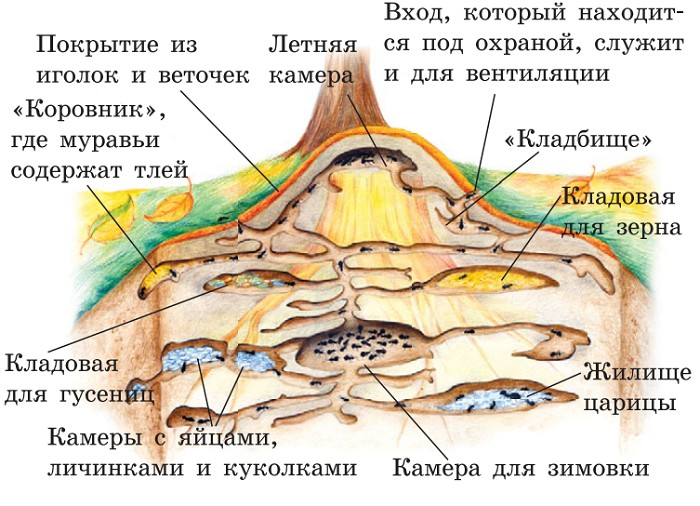 Покрытие из
иголок и веточек
Летняя
камера
Вход, который находит-
ся под охраной, служит
и для вентиляции
«Коровник»,
где муравьи
содержат тлей
«Кладбище»
Кладовая
для зерна
Кладовая
для гусениц
Жилище
царицы
Камеры с яйцами,
личинками и куколками
Камера для зимовки